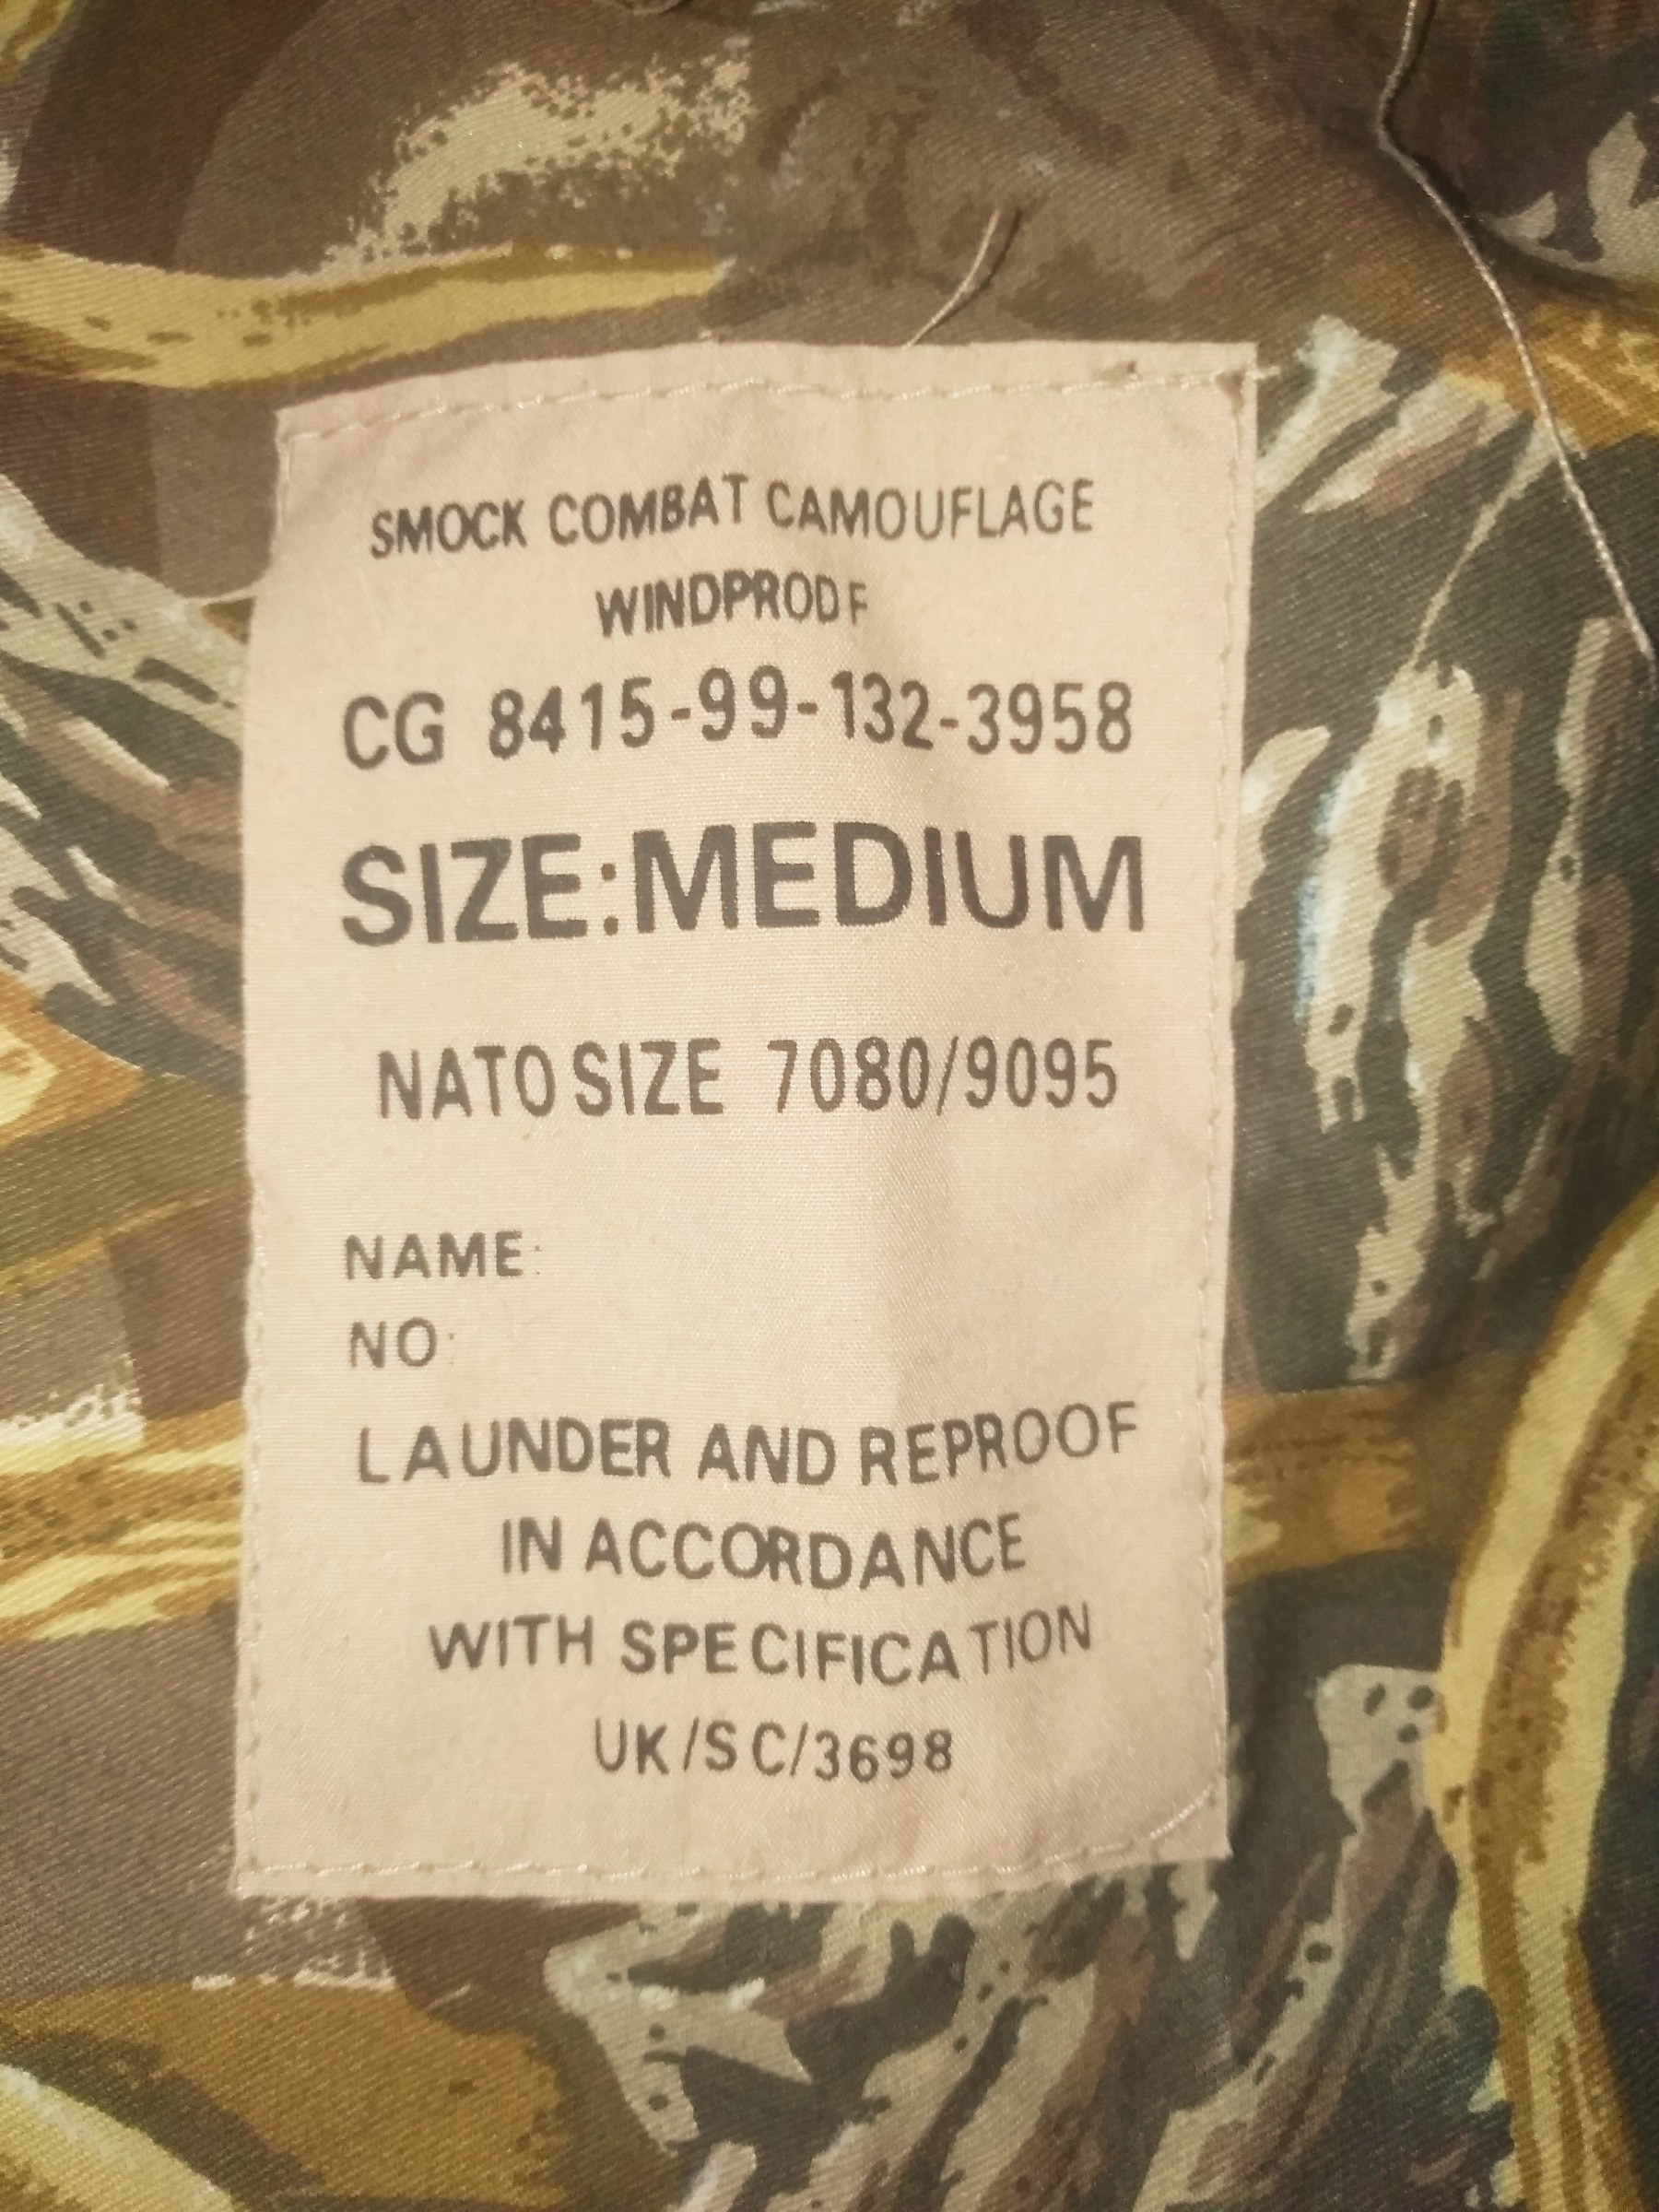 SMOCK COMBAT CAMOUFLAGE
WINDPRODF
CG 8415-99-132-3958
SIZE:MEDIUM
NATO SIZE 7080/9095
NAME:
NO:
LAUNDER AND REPROOF
IN ACCORDANCE
WITH SPECIFICATION
UK/SC/3698